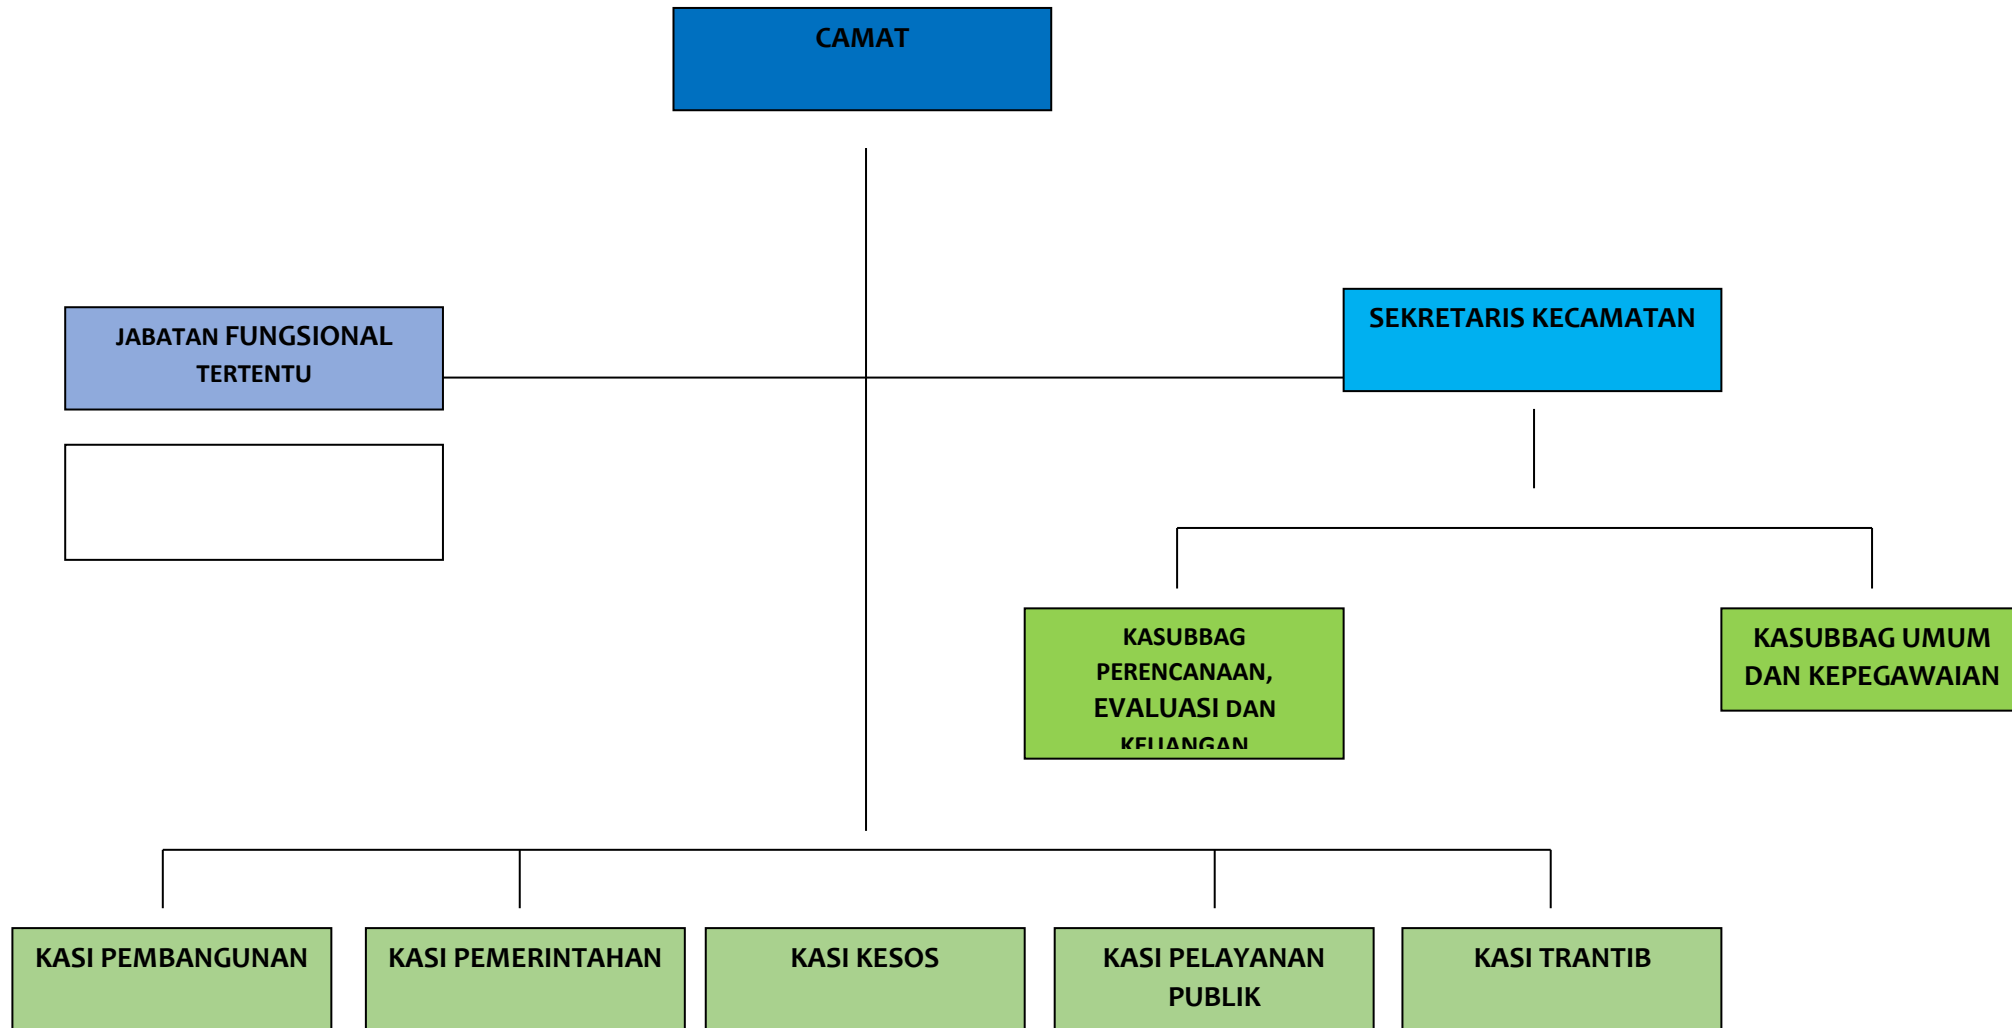 CAMAT
JABATAN FUNGSIONAL
TERTENTU
SEKRETARIS KECAMATAN
KASUBBAG
PERENCANAAN,
EVALUASI DAN
KEUANGAN
KASUBBAG UMUM
DAN KEPEGAWAIAN
KASI PEMBANGUNAN
KASI PEMERINTAHAN
KASI KESOS
KASI PELAYANAN
PUBLIK
KASI TRANTIB